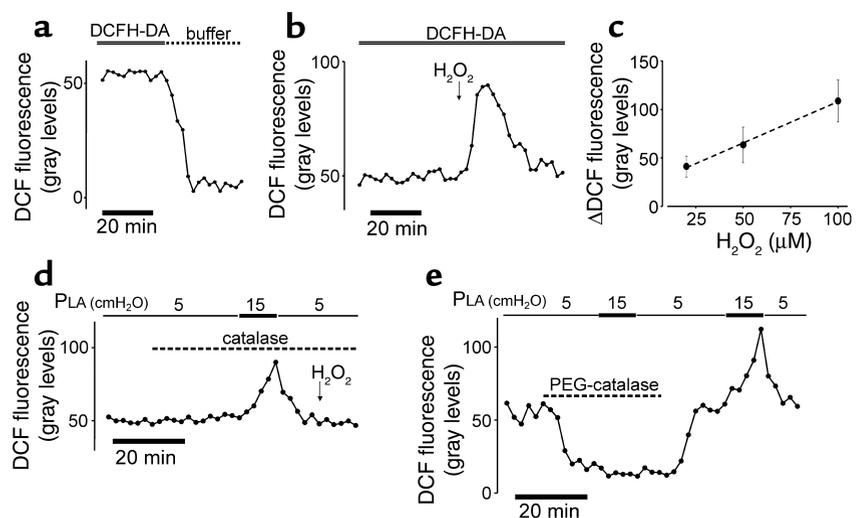 a
DCFH-DA buffer
DCF fluorescence
(gray levels)
50
0
20 min
b
DCFH-DA
H₂O₂
DCF fluorescence
(gray levels)
100
50
20 min
c
ΔDCF fluorescence
(gray levels)
150
100
50
0
25 50 75 100
H₂O₂ (μM)
d
PLA (cmH₂O) 5 15 5
catalase
H₂O₂
DCF fluorescence
(gray levels)
100
50
20 min
e
PLA (cmH₂O) 5 15 5 15 5
PEG-catalase
DCF fluorescence
(gray levels)
100
50
0
20 min